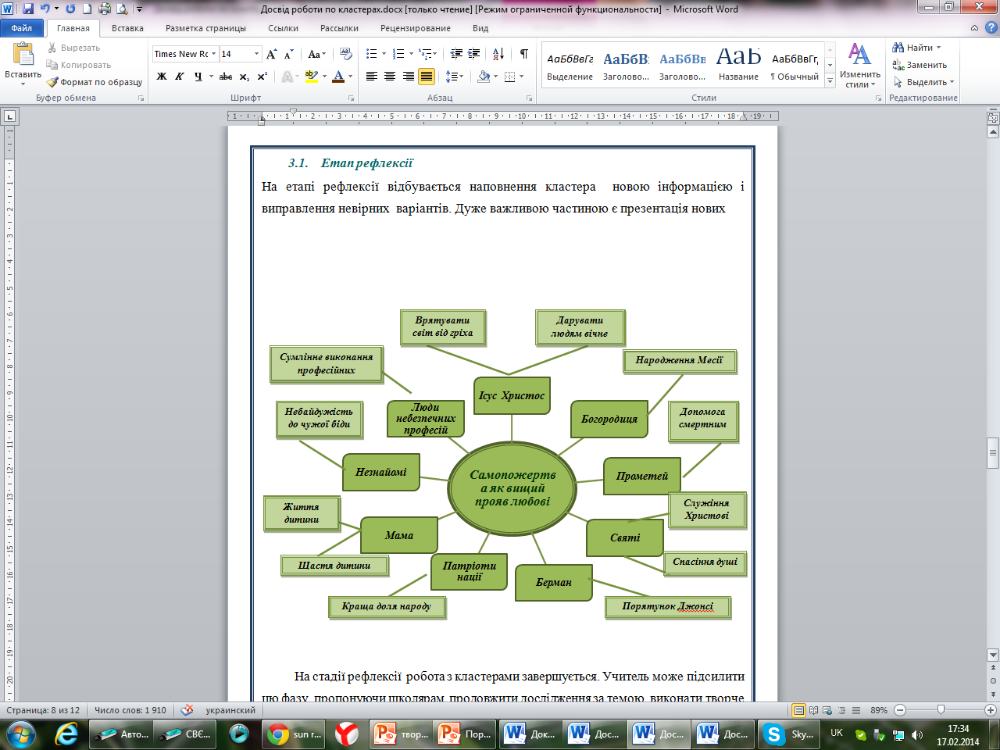 Досвід роботи по кластерах.docx [только чтение] [Режим ограниченной функциональности] - Microsoft Word
Файл Главная Вставка Разметка страницы Ссылки Рассылки Рецензирование Вид
Вставить
Вырезать
Копировать
Формат по образцу
Буфер обмена
Times New Rc 14
Шрифт
Абзац
АаБбВвГг АаБбВв АаБбВв АаБ АаБбВвГг,
Выделение Заголово... Заголово... Название ¶ Обычный
Стили
Изменить
стили
Найти
Заменить
Выделить
Редактирование
3.1. Етап рефлексії
На етапі рефлексії відбувається наповнення кластера новою інформацією і
виправлення невірних варіантів. Дуже важливою частиною є презентація нових
Врятувати
світ від гріха
Дарувати
людям вічне
Сумлінне виконання
професійних
Народження Месії
Ісус Христос
Люди
небезпечних
професій
Богородиця
Небайдужість
до чужої біди
Допомога
смертним
Незнайомі
Самопожертв
а як вищий
прояв любові
Прометей
Життя
дитини
Служіння
Христові
Мама
Святі
Щастя дитини
Патріоти
нації
Берман
Спасіння душі
Краща доля народу
Порятунок Джонсі
На стадії рефлексії робота з кластерами завершується. Учитель може підсилити
цю фазу, пропонуючи школярам продовжити дослідження за темою, виконати творче
Страница: 8 из 12 Число слов: 1 910 украинский 89%
Авто... СВЄ... sun r... твор... Пор... Док... Дос... Дос... Дос... Sky... UK
17:34
17.02.2014